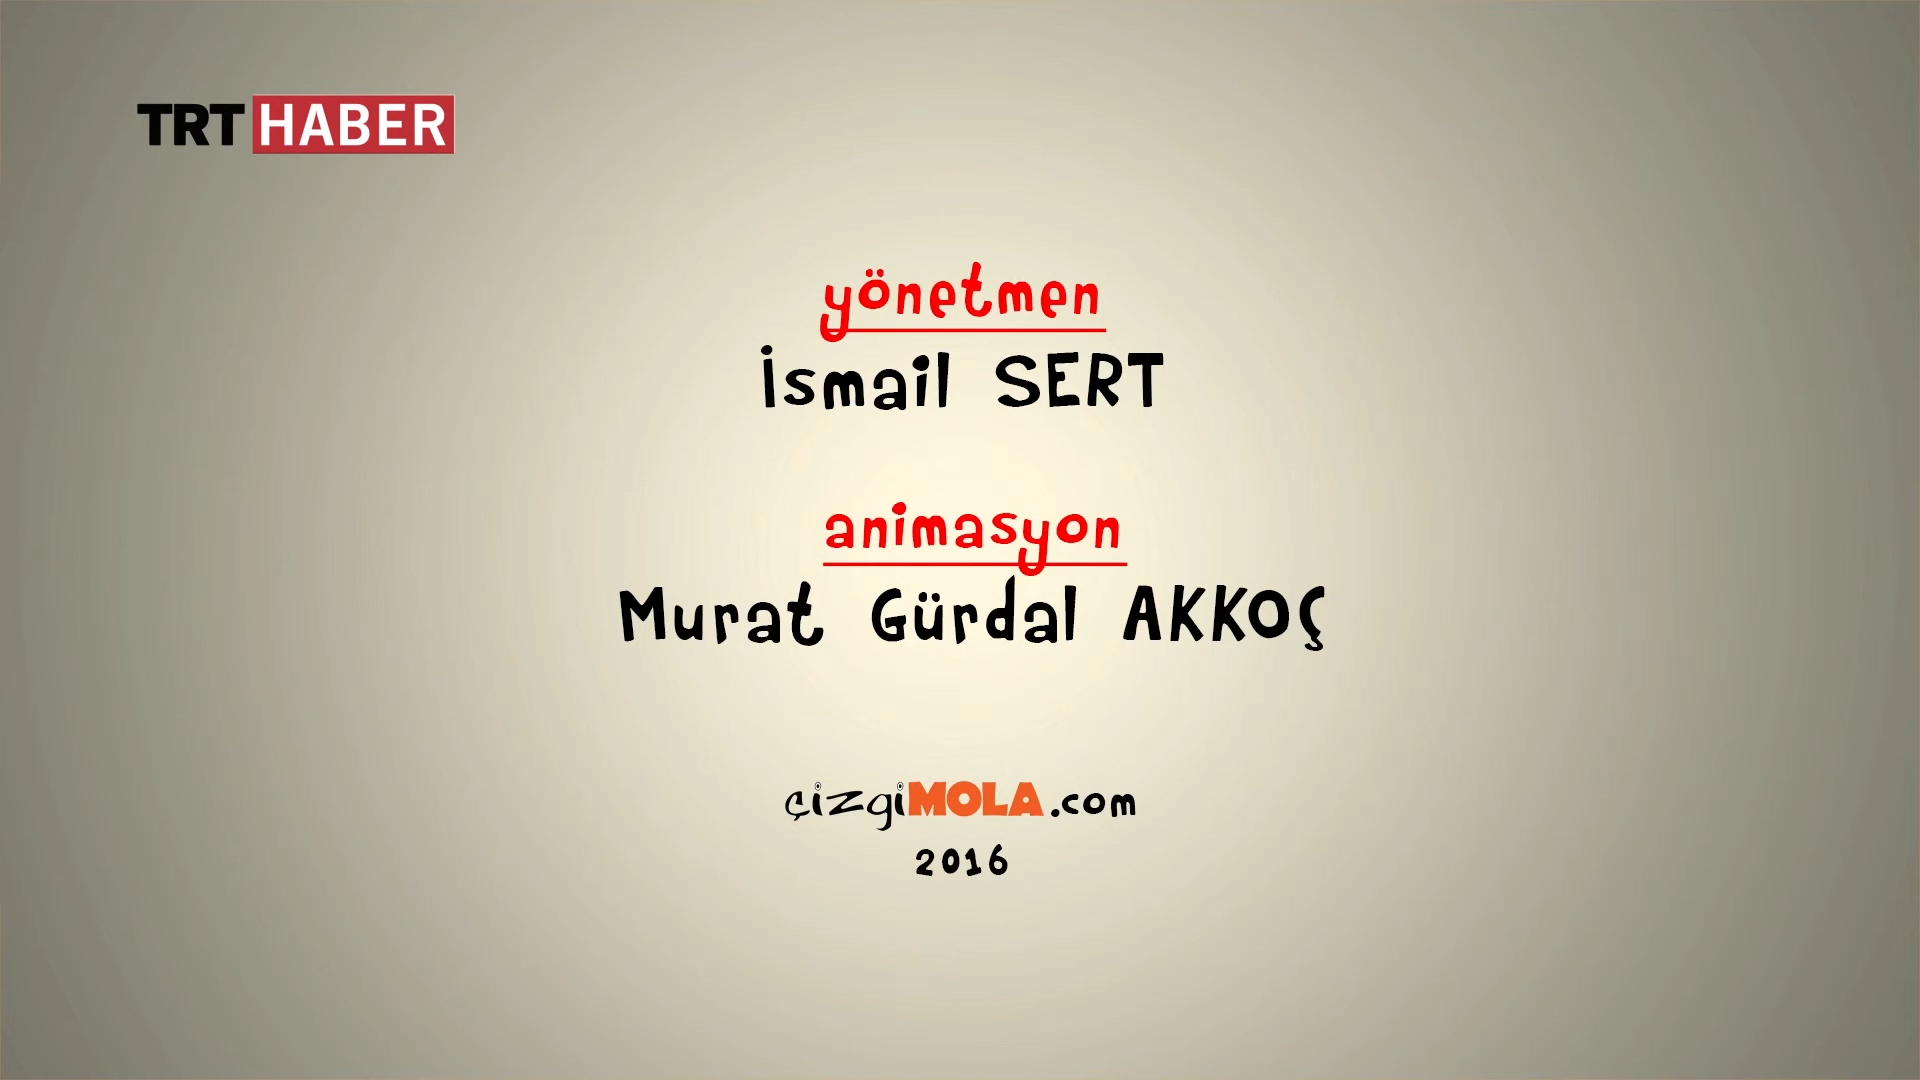 TRT HABER
yönetmen
İsmail SERT
animasyon
Murat Gürdal AKKOÇ
çizgiMOLA.com
2016